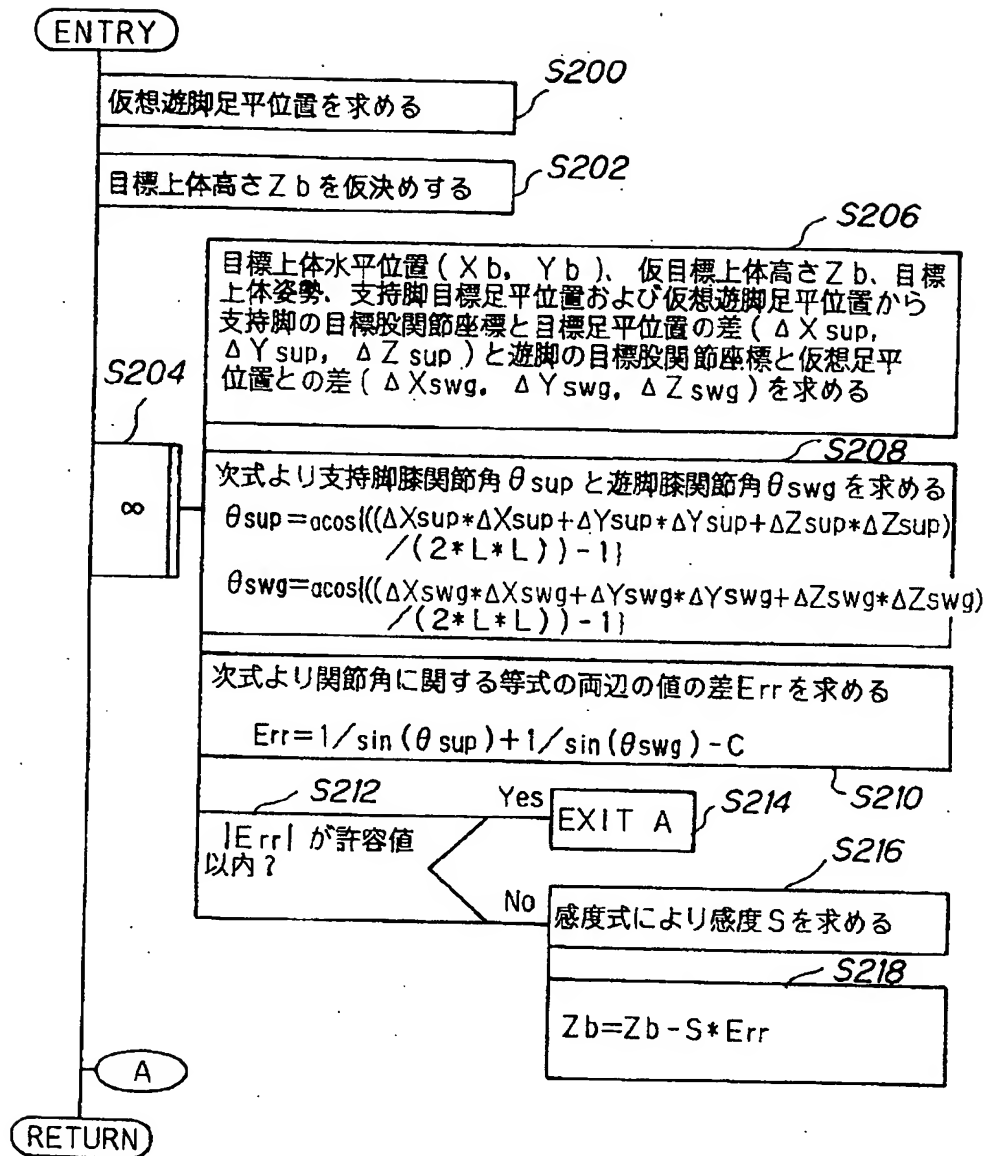 ENTRY
S200
仮想遊脚足平位置を求める
S202
目標上体高さZbを仮決めする
S204
∞
S206
目標上体水平位置(Xb, Yb)、仮目標上体高さZb、目標
上体姿勢、支持脚目標足平位置および仮想遊脚足平位置から
支持脚の目標股関節座標と目標足平位置の差(ΔXsup,
ΔYsup, ΔZsup)と遊脚の目標股関節座標と仮想足平
位置との差(ΔXswg, ΔYswg, ΔZswg)を求める
S208
次式より支持脚膝関節角θsupと遊脚膝関節角θswgを求める
θsup=acos{((ΔXsup*ΔXsup+ΔYsup*ΔYsup+ΔZsup*ΔZsup)
/(2*L*L))-1}
θswg=acos{((ΔXswg*ΔXswg+ΔYswg*ΔYswg+ΔZswg*ΔZswg)
/(2*L*L))-1}
次式より関節角に関する等式の両辺の値の差Errを求める
Err=1/sin(θsup)+1/sin(θswg)-C
S210
S212
|Err|が許容値
以内?
Yes
EXIT A
S214
No
S216
感度式により感度Sを求める
S218
Zb=Zb-S*Err
A
RETURN